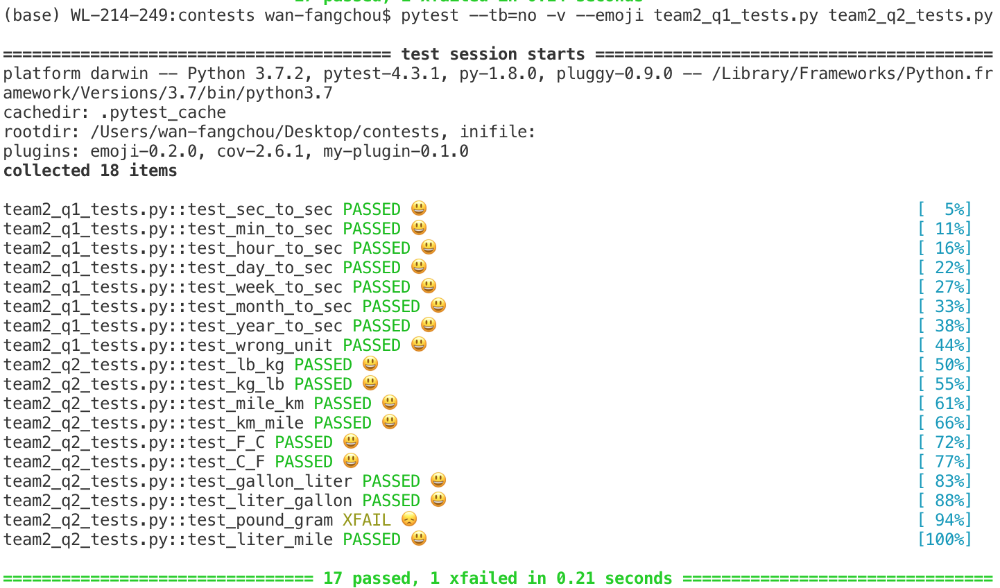 17 passed, 1 xfailed in 0.21 seconds
(base) WL-214-249:contests wan-fangchou$ pytest --tb=no -v --emoji team2_q1_tests.py team2_q2_tests.py
======================================== test session starts =========================================
platform darwin -- Python 3.7.2, pytest-4.3.1, py-1.8.0, pluggy-0.9.0 -- /Library/Frameworks/Python.fr
amework/Versions/3.7/bin/python3.7
cachedir: .pytest_cache
rootdir: /Users/wan-fangchou/Desktop/contests, inifile:
plugins: emoji-0.2.0, cov-2.6.1, my-plugin-0.1.0
collected 18 items
team2_q1_tests.py::test_sec_to_sec PASSED 😃 [  5%]
team2_q1_tests.py::test_min_to_sec PASSED 😃 [ 11%]
team2_q1_tests.py::test_hour_to_sec PASSED 😃 [ 16%]
team2_q1_tests.py::test_day_to_sec PASSED 😃 [ 22%]
team2_q1_tests.py::test_week_to_sec PASSED 😃 [ 27%]
team2_q1_tests.py::test_month_to_sec PASSED 😃 [ 33%]
team2_q1_tests.py::test_year_to_sec PASSED 😃 [ 38%]
team2_q1_tests.py::test_wrong_unit PASSED 😃 [ 44%]
team2_q2_tests.py::test_lb_kg PASSED 😃 [ 50%]
team2_q2_tests.py::test_kg_lb PASSED 😃 [ 55%]
team2_q2_tests.py::test_mile_km PASSED 😃 [ 61%]
team2_q2_tests.py::test_km_mile PASSED 😃 [ 66%]
team2_q2_tests.py::test_F_C PASSED 😃 [ 72%]
team2_q2_tests.py::test_C_F PASSED 😃 [ 77%]
team2_q2_tests.py::test_gallon_liter PASSED 😃 [ 83%]
team2_q2_tests.py::test_liter_gallon PASSED 😃 [ 88%]
team2_q2_tests.py::test_pound_gram XFAIL 😞 [ 94%]
team2_q2_tests.py::test_liter_mile PASSED 😃 [100%]
================================ 17 passed, 1 xfailed in 0.21 seconds ================================